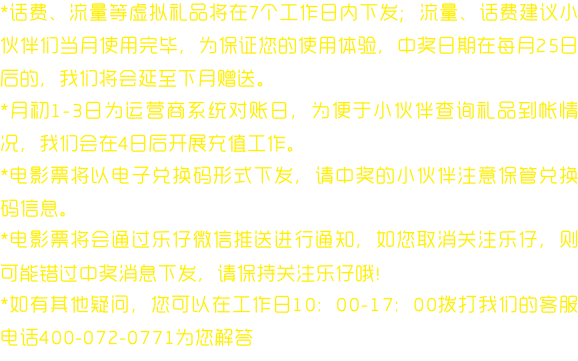 *话费、流量等虚拟礼品将在7个工作日内下发；流量、话费建议小
伙伴们当月使用完毕，为保证您的使用体验，中奖日期在每月25日
后的，我们将会延至下月赠送。
*月初1-3日为运营商系统对账日，为便于小伙伴查询礼品到帐情
况，我们会在4日后开展充值工作。
*电影票将以电子兑换码形式下发，请中奖的小伙伴注意保管兑换
码信息。
*电影票将会通过乐仔微信推送进行通知，如您取消关注乐仔，则
可能错过中奖消息下发，请保持关注乐仔哦!
*如有其他疑问，您可以在工作日10：00-17：00拨打我们的客服
电话400-072-0771为您解答